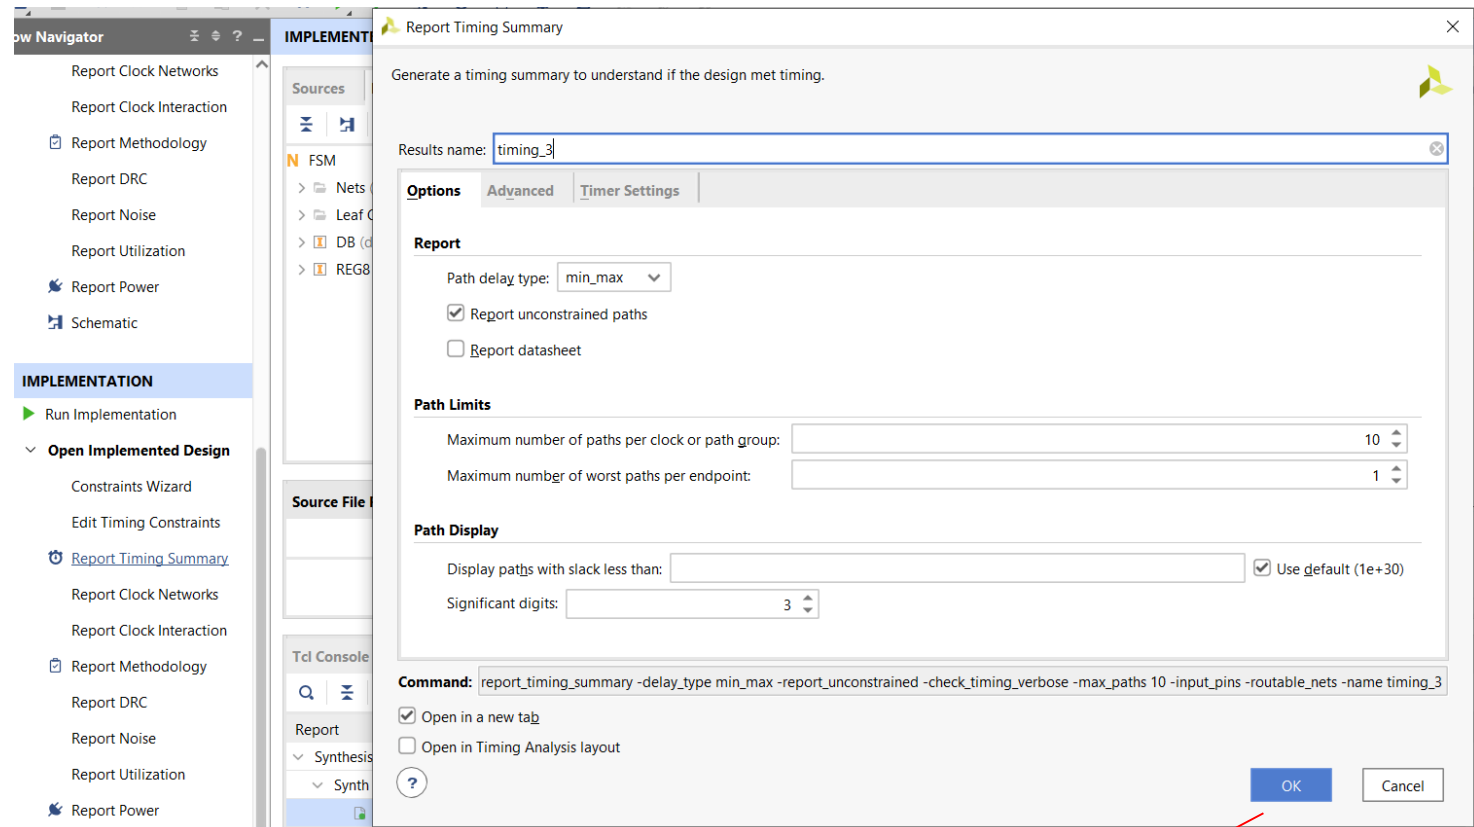 ow Navigator
?
Report Clock Networks
Report Clock Interaction
Report Methodology
Report DRC
Report Noise
Report Utilization
Report Power
Schematic
IMPLEMENTATION
Run Implementation
Open Implemented Design
Constraints Wizard
Edit Timing Constraints
Report Timing Summary
Report Clock Networks
Report Clock Interaction
Report Methodology
Report DRC
Report Noise
Report Utilization
Report Power
IMPLEMENT
Sources
N FSM
Nets (
Leaf C
DB (d
REG8
Source File
Tcl Console
Report
Synthesis
Synth
Report Timing Summary
Generate a timing summary to understand if the design met timing.
Results name: timing_3
Options Advanced Timer Settings
Report
Path delay type: min_max
Report unconstrained paths
Report datasheet
Path Limits
Maximum number of paths per clock or path group: 10
Maximum number of worst paths per endpoint: 1
Path Display
Display paths with slack less than: Use default (1e+30)
Significant digits: 3
Command: report_timing_summary -delay_type min_max -report_unconstrained -check_timing_verbose -max_paths 10 -input_pins -routable_nets -name timing_3
Open in a new tab
Open in Timing Analysis layout
?
OK Cancel